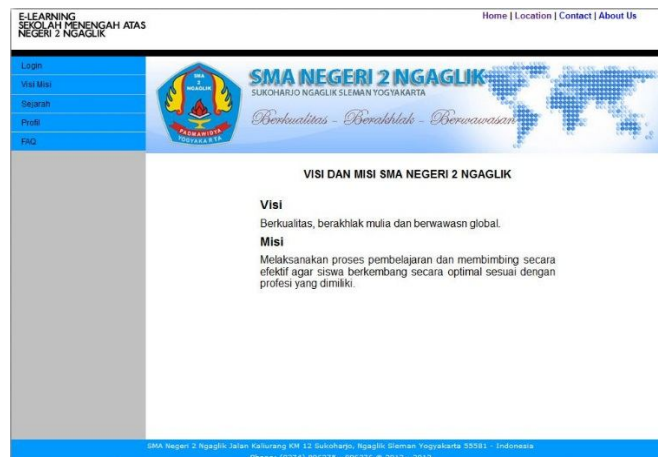 E-LEARNING
SEKOLAH MENENGAH ATAS
NEGERI 2 NGAGLIK
Home | Location | Contact | About Us
Login
Visi Misi
Sejarah
Profil
FAQ
SMA
2
NGAGLIK
PADMAWIDYA
YOGYAKARTA
SMA NEGERI 2 NGAGLIK
SUKOHARJO NGAGLIK SLEMAN YOGYAKARTA
Berkualitas - Berakhlak - Berwawasan
VISI DAN MISI SMA NEGERI 2 NGAGLIK
Visi
Berkualitas, berakhlak mulia dan berwawasn global.
Misi
Melaksanakan proses pembelajaran dan membimbing secara
efektif agar siswa berkembang secara optimal sesuai dengan
profesi yang dimiliki.
SMA Negeri 2 Ngaglik Jalan Kaliurang KM 12 Sukoharjo, Ngaglik Sleman Yogyakarta 55581 - Indonesia